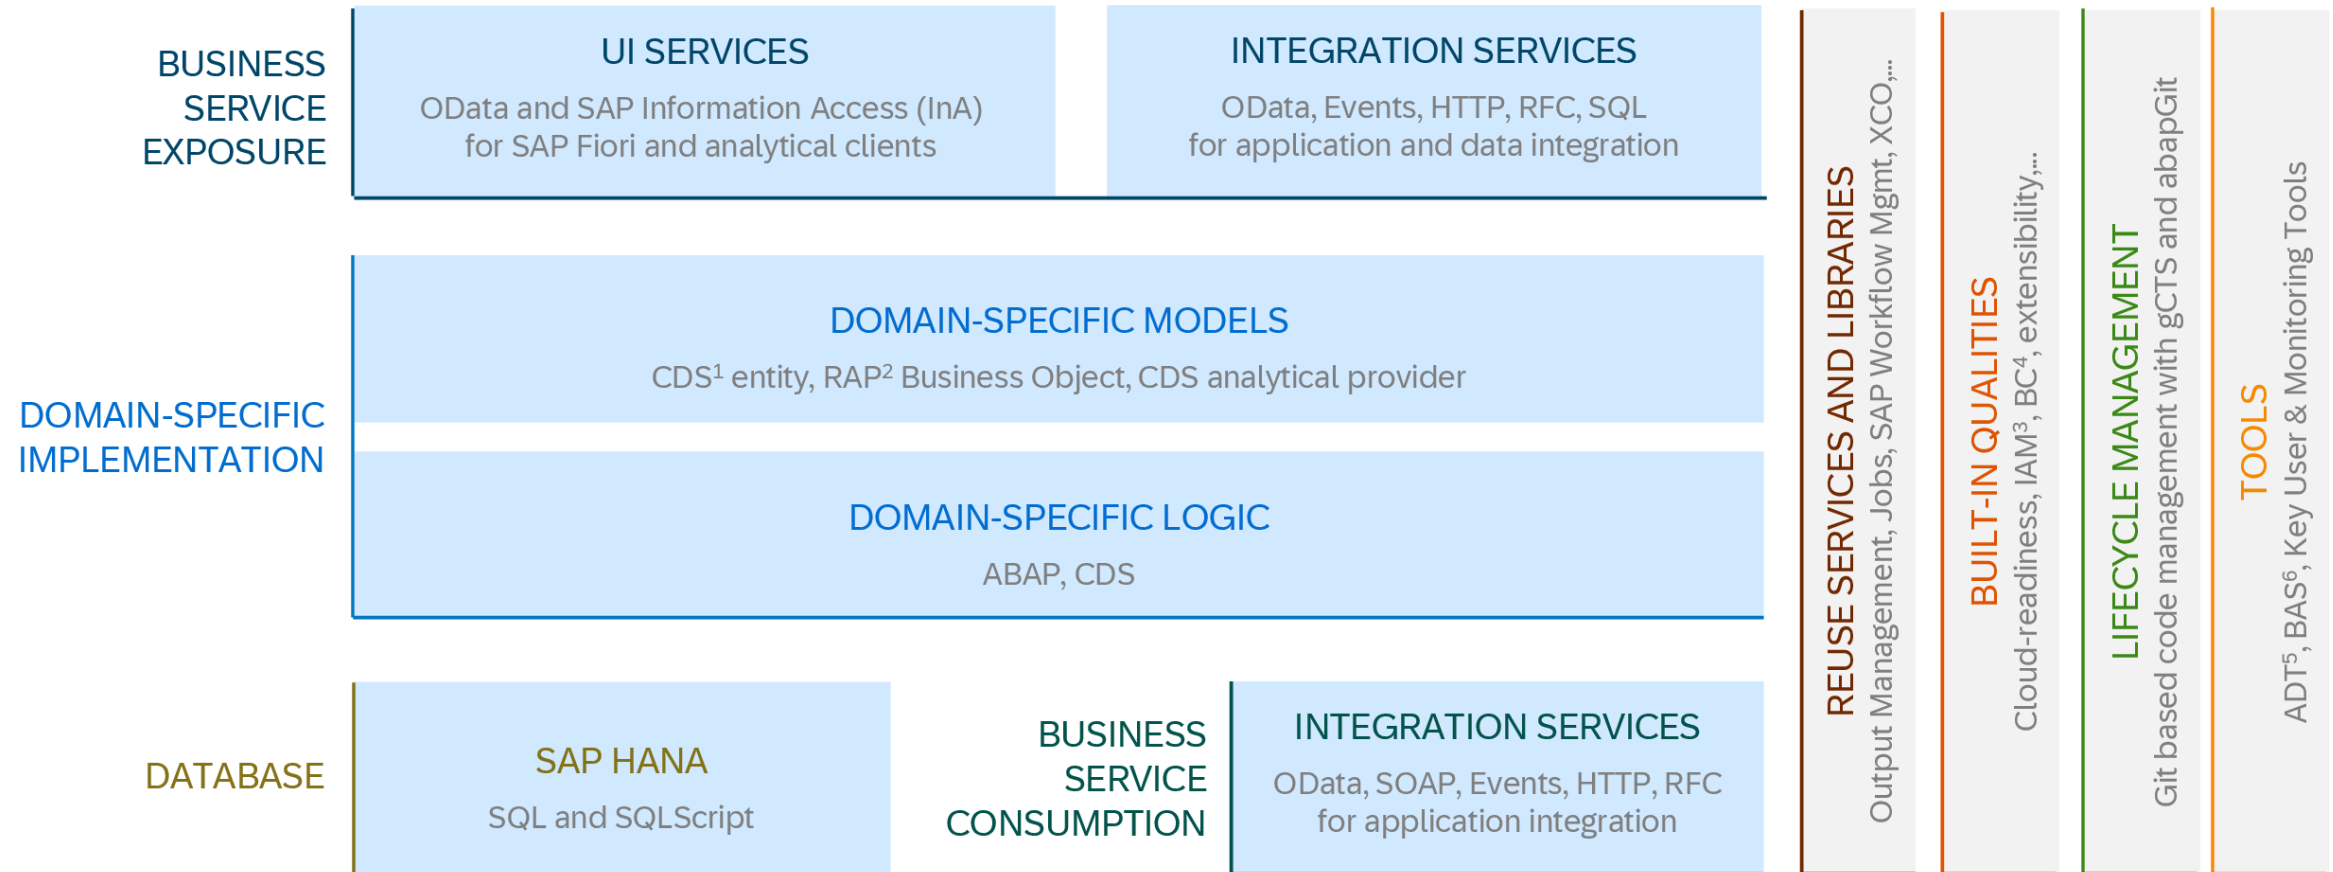 BUSINESS
SERVICE
EXPOSURE
UI SERVICES
OData and SAP Information Access (InA)
for SAP Fiori and analytical clients
INTEGRATION SERVICES
OData, Events, HTTP, RFC, SQL
for application and data integration
DOMAIN-SPECIFIC
IMPLEMENTATION
DOMAIN-SPECIFIC MODELS
CDS¹ entity, RAP² Business Object, CDS analytical provider
DOMAIN-SPECIFIC LOGIC
ABAP, CDS
DATABASE
SAP HANA
SQL and SQLScript
BUSINESS
SERVICE
CONSUMPTION
INTEGRATION SERVICES
OData, SOAP, Events, HTTP, RFC
for application integration
REUSE SERVICES AND LIBRARIES
Output Management, Jobs, SAP Workflow Mgmt, XCO,...
BUILT-IN QUALITIES
Cloud-readiness, IAM³, BC⁴, extensibility,...
LIFECYCLE MANAGEMENT
Git based code management with gCTS and abapGit
TOOLS
ADT⁵, BAS⁶, Key User & Monitoring Tools